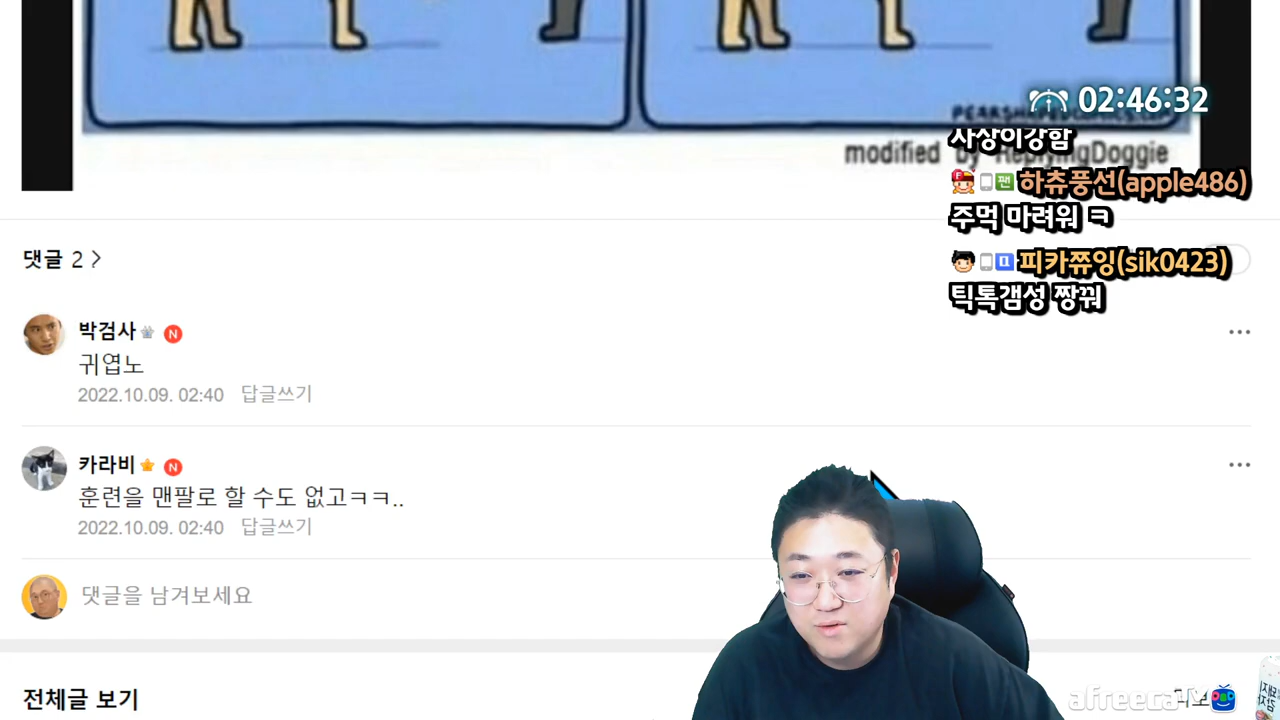 02:46:32
사상이강함
modified by ReplyingDoggie
하츄풍선(apple486)
주먹 마려워 ㅋ
댓글 2
피카쮸잉(sik0423)
틱톡갬성 짱꿔
박검사 N
귀엽노
2022.10.09. 02:40 답글쓰기
카라비 N
훈련을 맨팔로 할 수도 없고ㅋㅋ..
2022.10.09. 02:40 답글쓰기
댓글을 남겨보세요
전체글 보기
afreecaTV